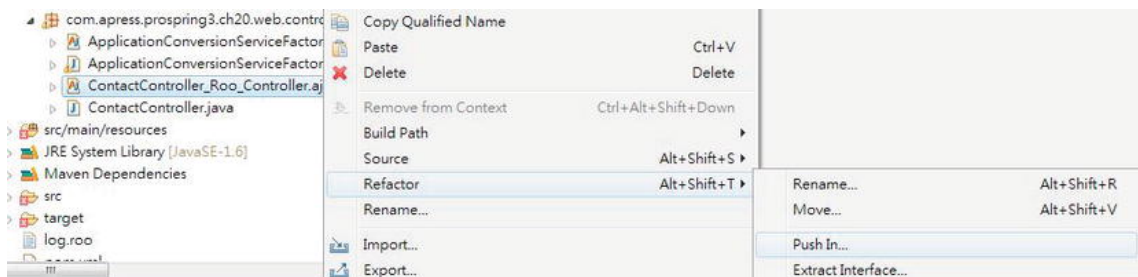 com.apress.prospring3.ch20.web.contro
ApplicationConversionServiceFactor
ApplicationConversionServiceFactor
ContactController_Roo_Controller.aj
ContactController.java
src/main/resources
JRE System Library [JavaSE-1.6]
Maven Dependencies
src
target
log.roo
pom.xml
Copy Qualified Name
Paste Ctrl+V
Delete Delete
Remove from Context Ctrl+Alt+Shift+Down
Build Path
Source Alt+Shift+S
Refactor Alt+Shift+T
Rename...
Import...
Export...
Rename... Alt+Shift+R
Move... Alt+Shift+V
Push In...
Extract Interface...